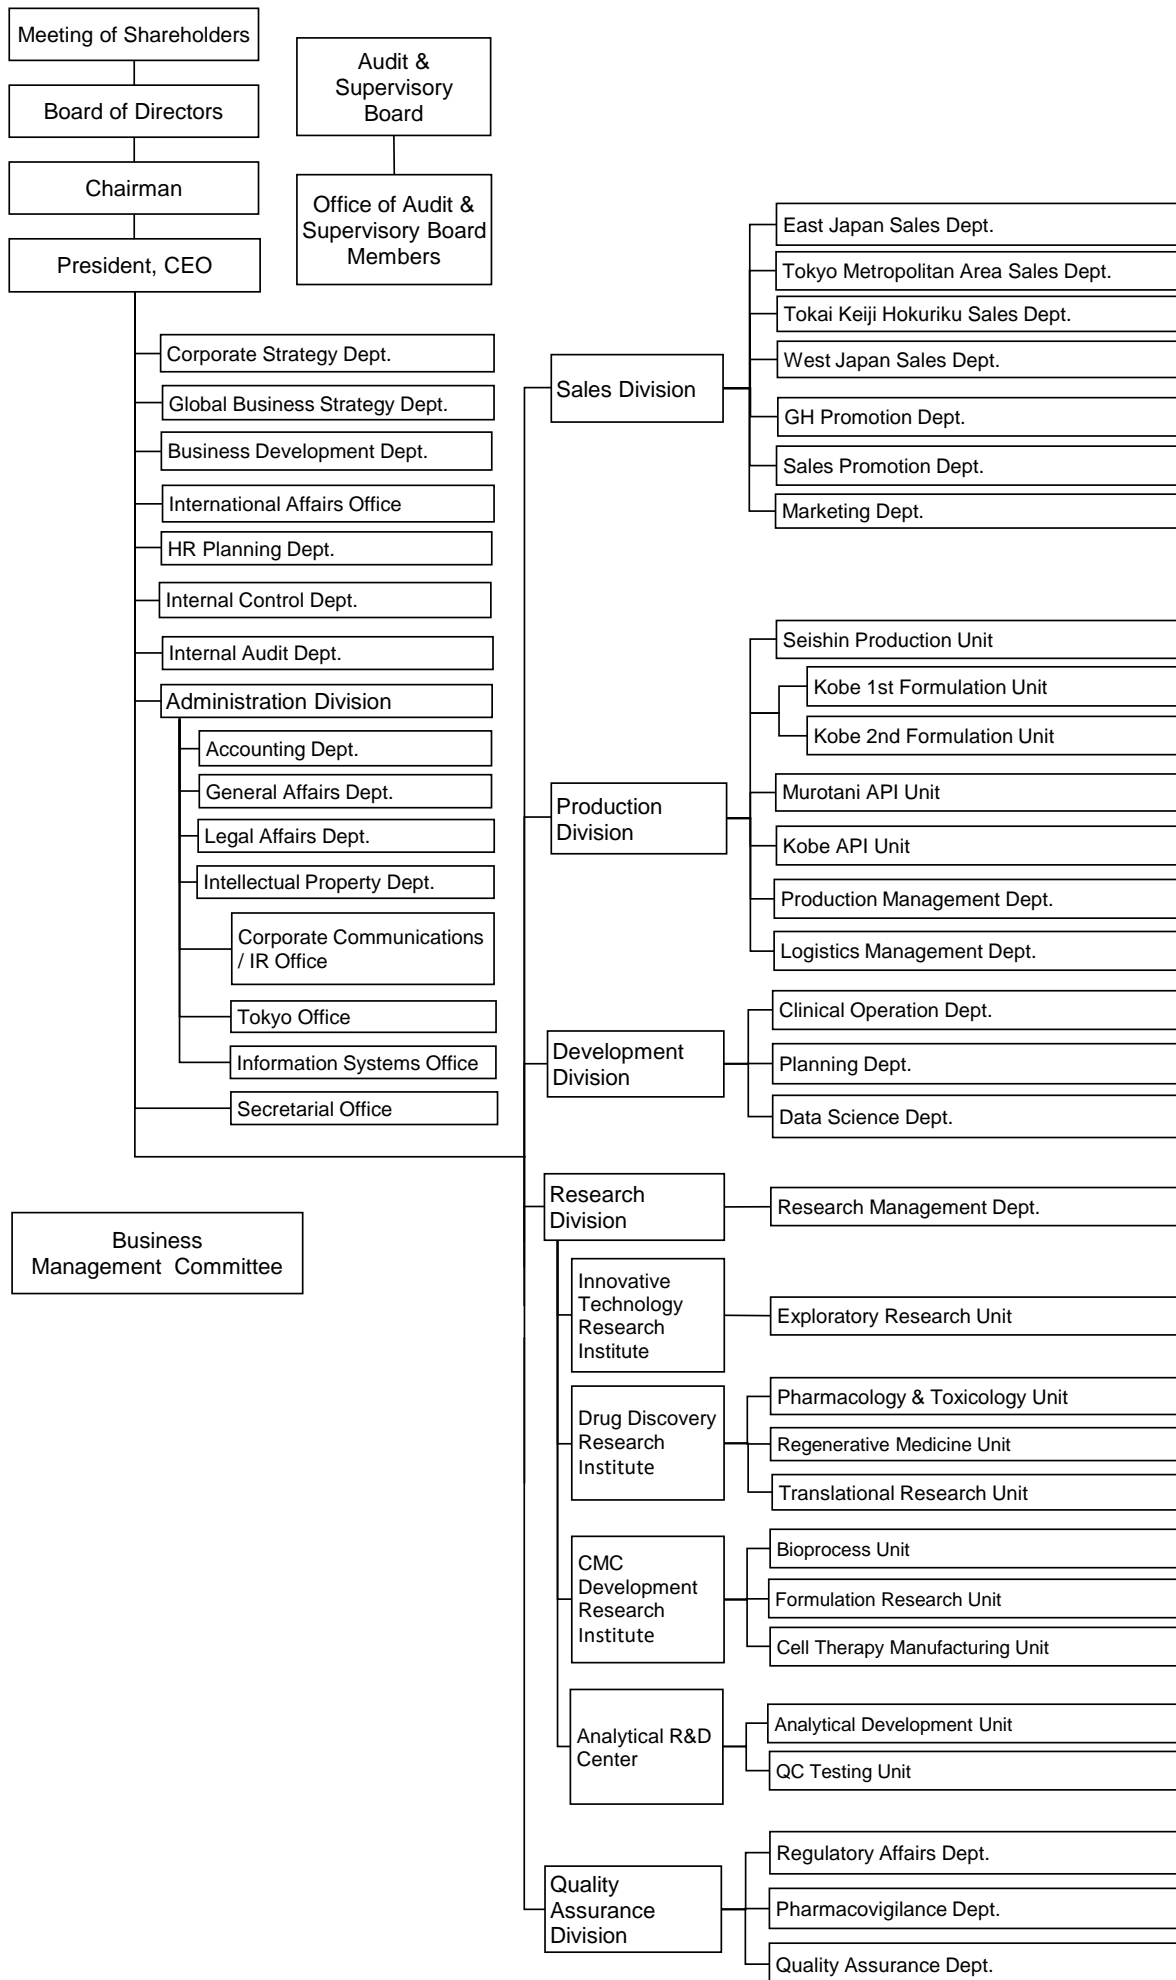 Meeting of Shareholders
Board of Directors
Chairman
President, CEO
Audit &
Supervisory
Board
Office of Audit &
Supervisory Board
Members
Corporate Strategy Dept.
Global Business Strategy Dept.
Business Development Dept.
International Affairs Office
HR Planning Dept.
Internal Control Dept.
Internal Audit Dept.
Administration Division
Accounting Dept.
General Affairs Dept.
Legal Affairs Dept.
Intellectual Property Dept.
Corporate Communications
/ IR Office
Tokyo Office
Information Systems Office
Secretarial Office
Business
Management Committee
Sales Division
East Japan Sales Dept.
Tokyo Metropolitan Area Sales Dept.
Tokai Keiji Hokuriku Sales Dept.
West Japan Sales Dept.
GH Promotion Dept.
Sales Promotion Dept.
Marketing Dept.
Production
Division
Seishin Production Unit
Kobe 1st Formulation Unit
Kobe 2nd Formulation Unit
Murotani API Unit
Kobe API Unit
Production Management Dept.
Logistics Management Dept.
Development
Division
Clinical Operation Dept.
Planning Dept.
Data Science Dept.
Research
Division
Research Management Dept.
Innovative
Technology
Research
Institute
Exploratory Research Unit
Drug Discovery
Research
Institute
Pharmacology & Toxicology Unit
Regenerative Medicine Unit
Translational Research Unit
CMC
Development
Research
Institute
Bioprocess Unit
Formulation Research Unit
Cell Therapy Manufacturing Unit
Analytical R&D
Center
Analytical Development Unit
QC Testing Unit
Quality
Assurance
Division
Regulatory Affairs Dept.
Pharmacovigilance Dept.
Quality Assurance Dept.